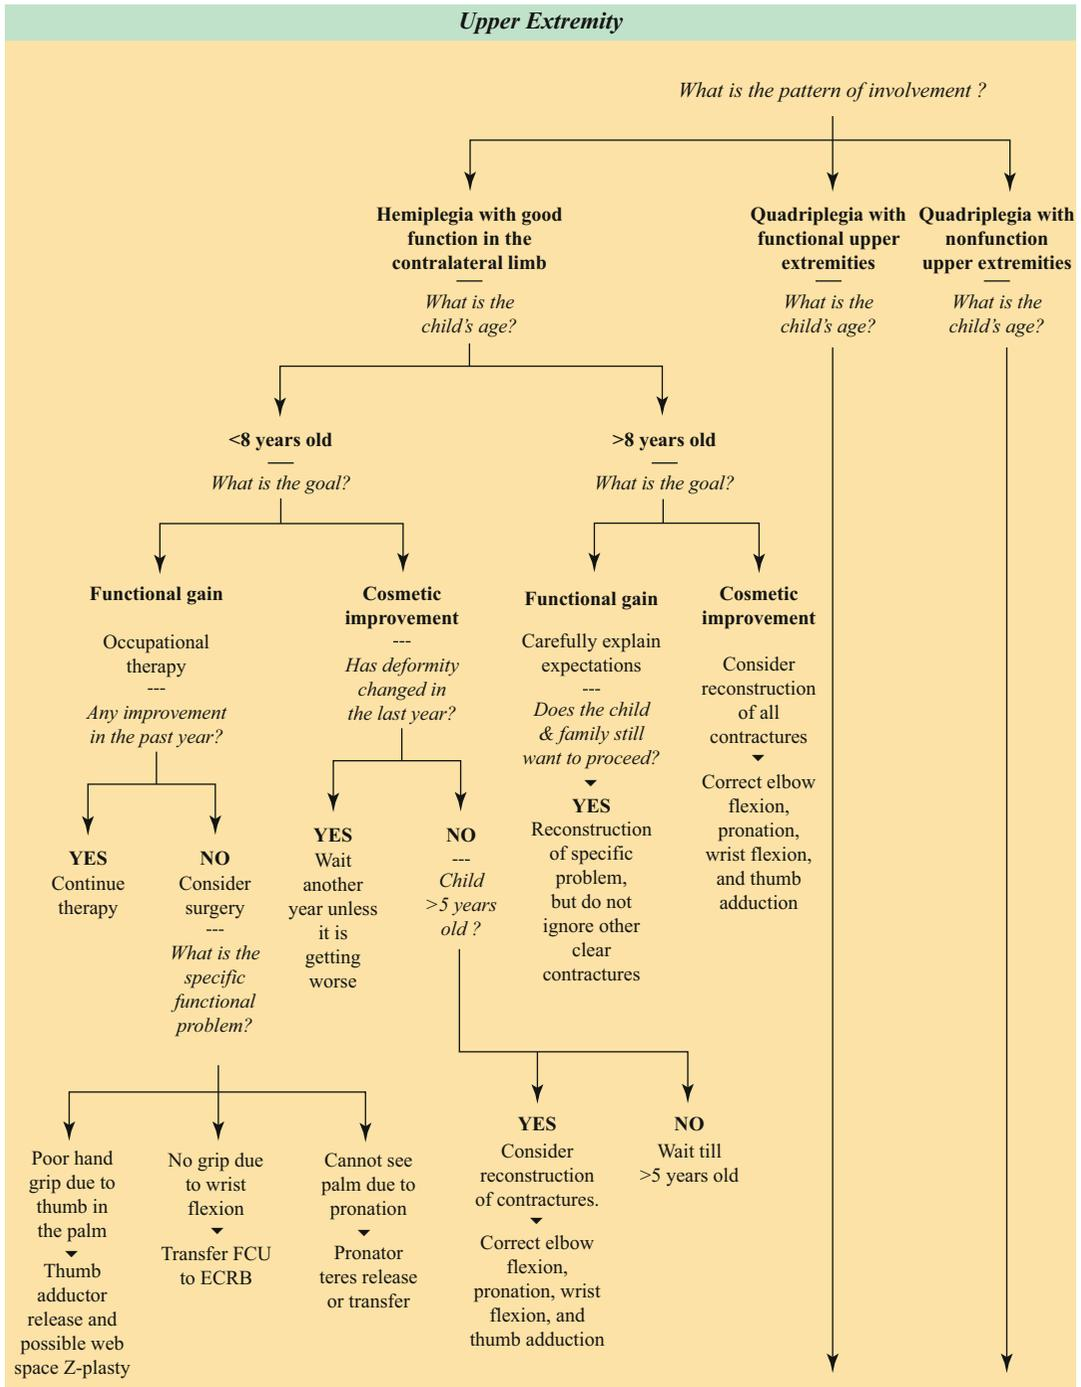 Upper Extremity
What is the pattern of involvement ?
Hemiplegia with good
function in the
contralateral limb
What is the
child's age?
Quadriplegia with
functional upper
extremities
What is the
child's age?
Quadriplegia with
nonfunction
upper extremities
What is the
child's age?
<8 years old
What is the goal?
>8 years old
What is the goal?
Functional gain
Occupational
therapy
---
Any improvement
in the past year?
Cosmetic
improvement
---
Has deformity
changed in
the last year?
Functional gain
Carefully explain
expectations
---
Does the child
& family still
want to proceed?
YES
Reconstruction
of specific
problem,
but do not
ignore other
clear
contractures
Cosmetic
improvement
Consider
reconstruction
of all
contractures
Correct elbow
flexion,
pronation,
wrist flexion,
and thumb
adduction
YES
Continue
therapy
NO
Consider
surgery
---
What is the
specific
functional
problem?
YES
Wait
another
year unless
it is
getting
worse
NO
---
Child
>5 years
old ?
Poor hand
grip due to
thumb in
the palm
Thumb
adductor
release and
possible web
space Z-plasty
No grip due
to wrist
flexion
Transfer FCU
to ECRB
Cannot see
palm due to
pronation
Pronator
teres release
or transfer
YES
Consider
reconstruction
of contractures.
Correct elbow
flexion,
pronation, wrist
flexion, and
thumb adduction
NO
Wait till
>5 years old